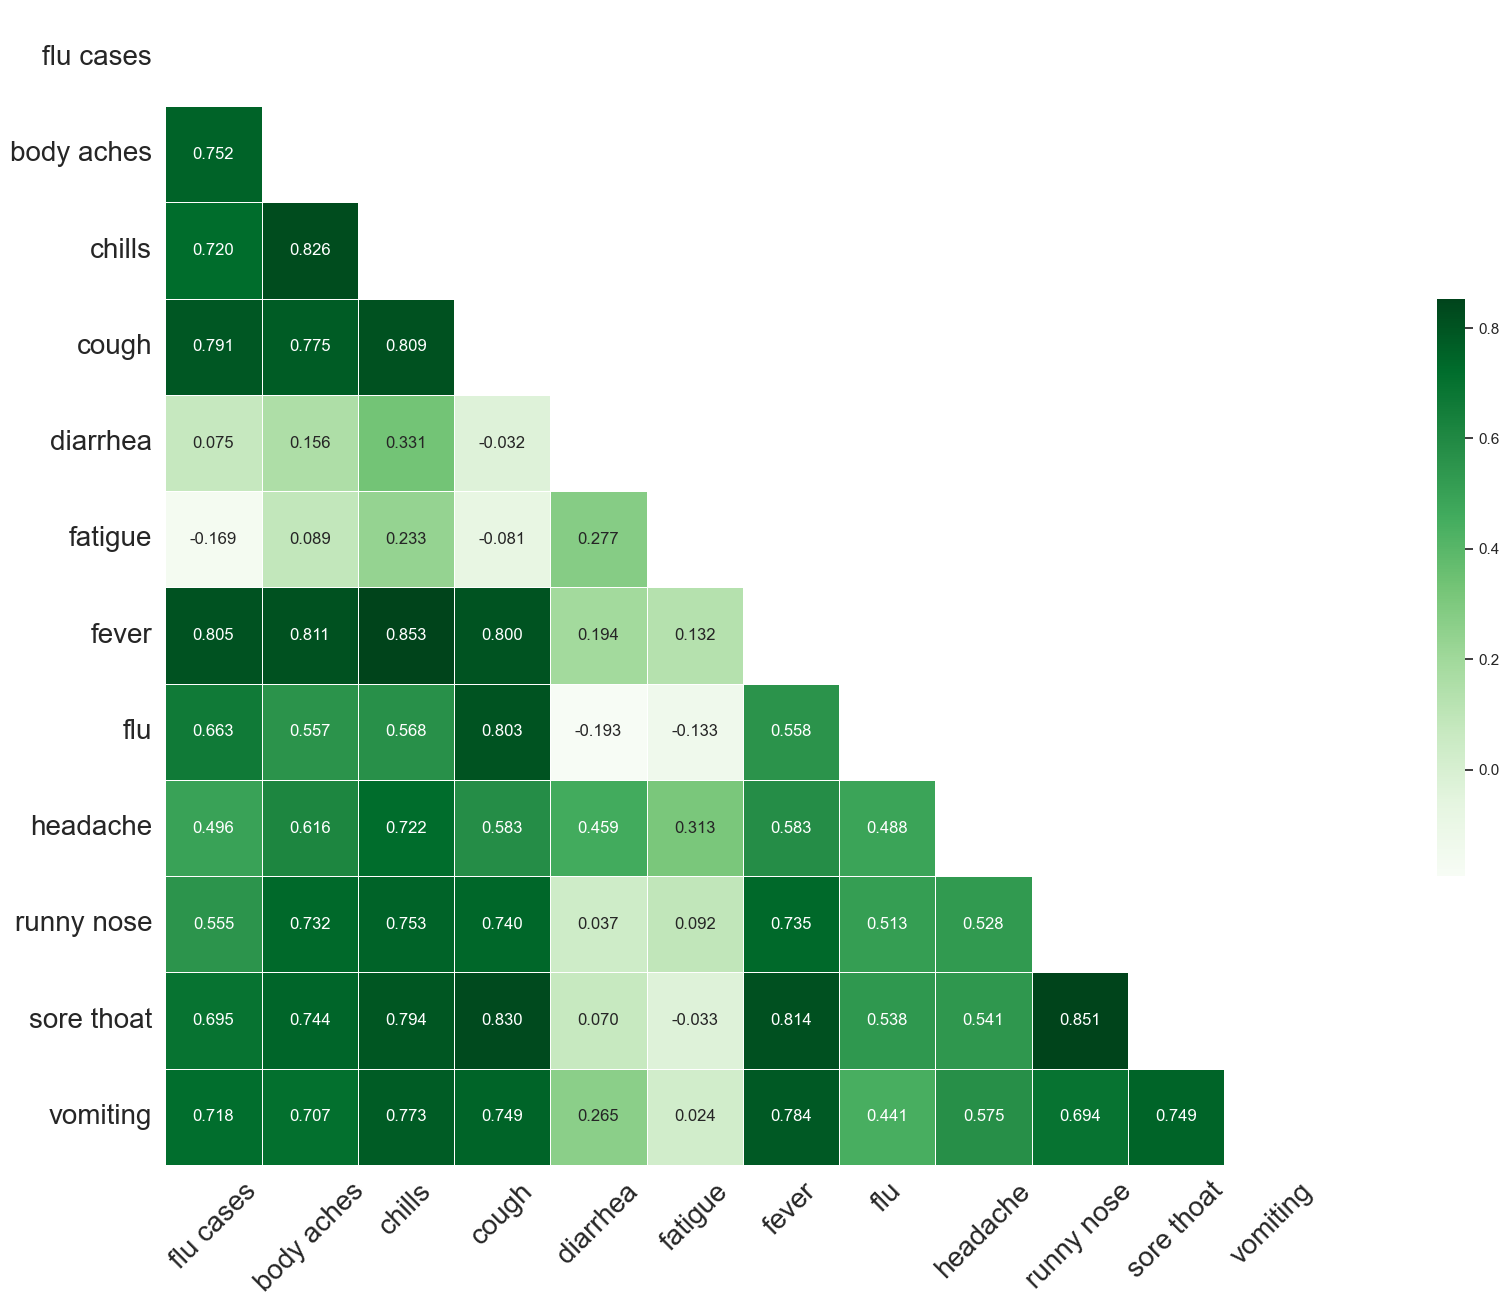 flu cases
body aches 0.752
chills 0.720 0.826
cough 0.791 0.775 0.809
diarrhea 0.075 0.156 0.331 -0.032
fatigue -0.169 0.089 0.233 -0.081 0.277
fever 0.805 0.811 0.853 0.800 0.194 0.132
flu 0.663 0.557 0.568 0.803 -0.193 -0.133 0.558
headache 0.496 0.616 0.722 0.583 0.459 0.313 0.583 0.488
runny nose 0.555 0.732 0.753 0.740 0.037 0.092 0.735 0.513 0.528
sore thoat 0.695 0.744 0.794 0.830 0.070 -0.033 0.814 0.538 0.541 0.851
vomiting 0.718 0.707 0.773 0.749 0.265 0.024 0.784 0.441 0.575 0.694 0.749
flu cases body aches chills cough diarrhea fatigue fever flu headache runny nose sore thoat vomiting
0.8
0.6
0.4
0.2
0.0